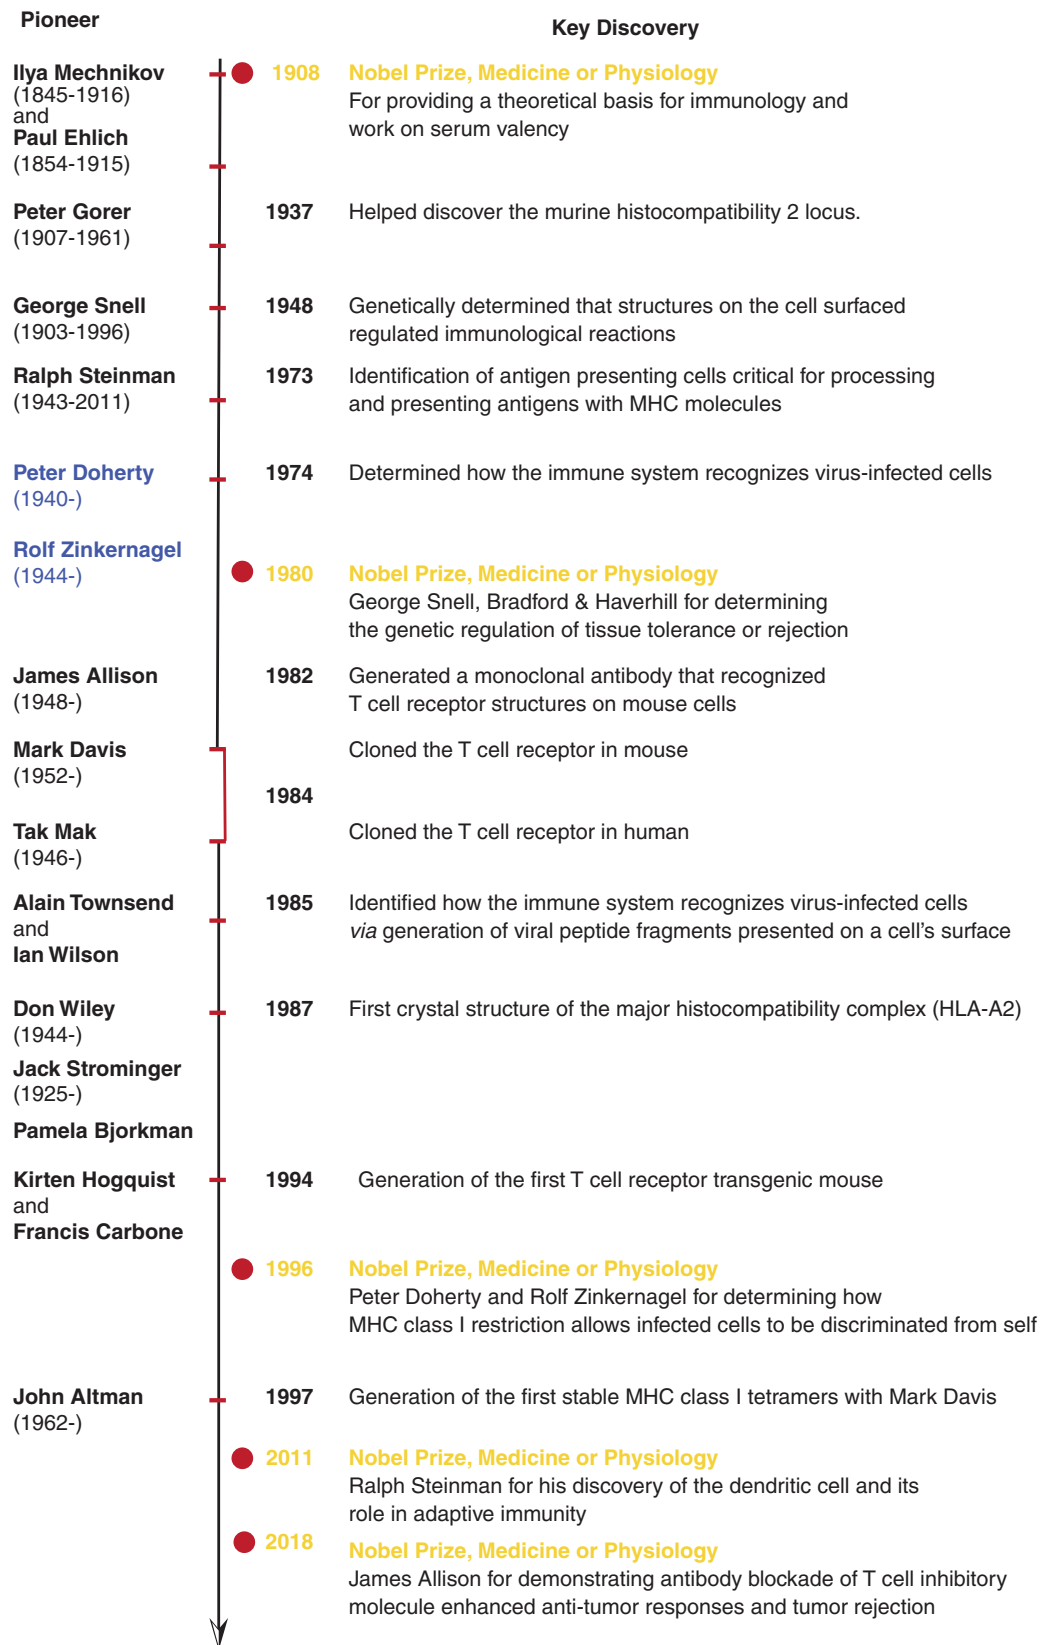 Pioneer
Key Discovery
Ilya Mechnikov
(1845-1916)
and
Paul Ehlich
(1854-1915)
1908
Nobel Prize, Medicine or Physiology
For providing a theoretical basis for immunology and
work on serum valency
Peter Gorer
(1907-1961)
1937
Helped discover the murine histocompatibility 2 locus.
George Snell
(1903-1996)
1948
Genetically determined that structures on the cell surfaced
regulated immunological reactions
Ralph Steinman
(1943-2011)
1973
Identification of antigen presenting cells critical for processing
and presenting antigens with MHC molecules
Peter Doherty
(1940-)
1974
Determined how the immune system recognizes virus-infected cells
Rolf Zinkernagel
(1944-)
1980
Nobel Prize, Medicine or Physiology
George Snell, Bradford & Haverhill for determining
the genetic regulation of tissue tolerance or rejection
James Allison
(1948-)
1982
Generated a monoclonal antibody that recognized
T cell receptor structures on mouse cells
Mark Davis
(1952-)
Cloned the T cell receptor in mouse
1984
Tak Mak
(1946-)
Cloned the T cell receptor in human
Alain Townsend
and
Ian Wilson
1985
Identified how the immune system recognizes virus-infected cells
via generation of viral peptide fragments presented on a cell's surface
Don Wiley
(1944-)
1987
First crystal structure of the major histocompatibility complex (HLA-A2)
Jack Strominger
(1925-)
Pamela Bjorkman
Kirten Hogquist
and
Francis Carbone
1994
Generation of the first T cell receptor transgenic mouse
1996
Nobel Prize, Medicine or Physiology
Peter Doherty and Rolf Zinkernagel for determining how
MHC class I restriction allows infected cells to be discriminated from self
John Altman
(1962-)
1997
Generation of the first stable MHC class I tetramers with Mark Davis
2011
Nobel Prize, Medicine or Physiology
Ralph Steinman for his discovery of the dendritic cell and its
role in adaptive immunity
2018
Nobel Prize, Medicine or Physiology
James Allison for demonstrating antibody blockade of T cell inhibitory
molecule enhanced anti-tumor responses and tumor rejection